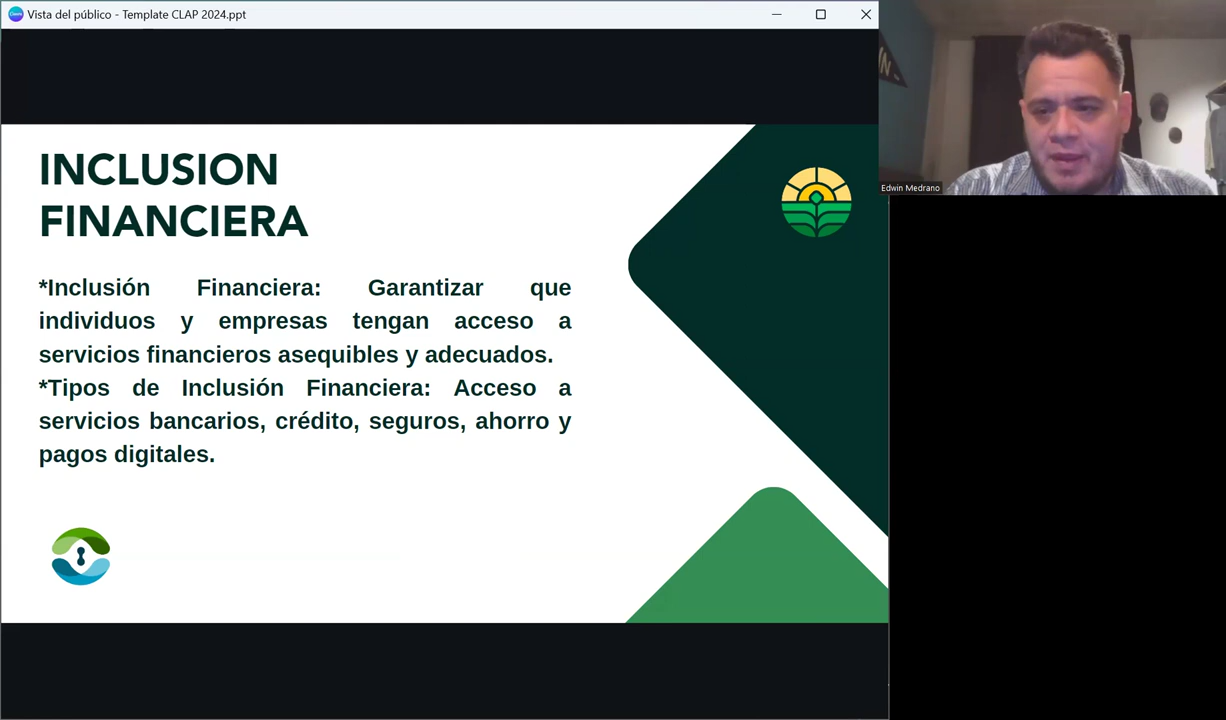 Vista del público - Template CLAP 2024.ppt
INCLUSION
FINANCIERA
*Inclusión Financiera: Garantizar que
individuos y empresas tengan acceso a
servicios financieros asequibles y adecuados.
*Tipos de Inclusión Financiera: Acceso a
servicios bancarios, crédito, seguros, ahorro y
pagos digitales.
Edwin Medrano